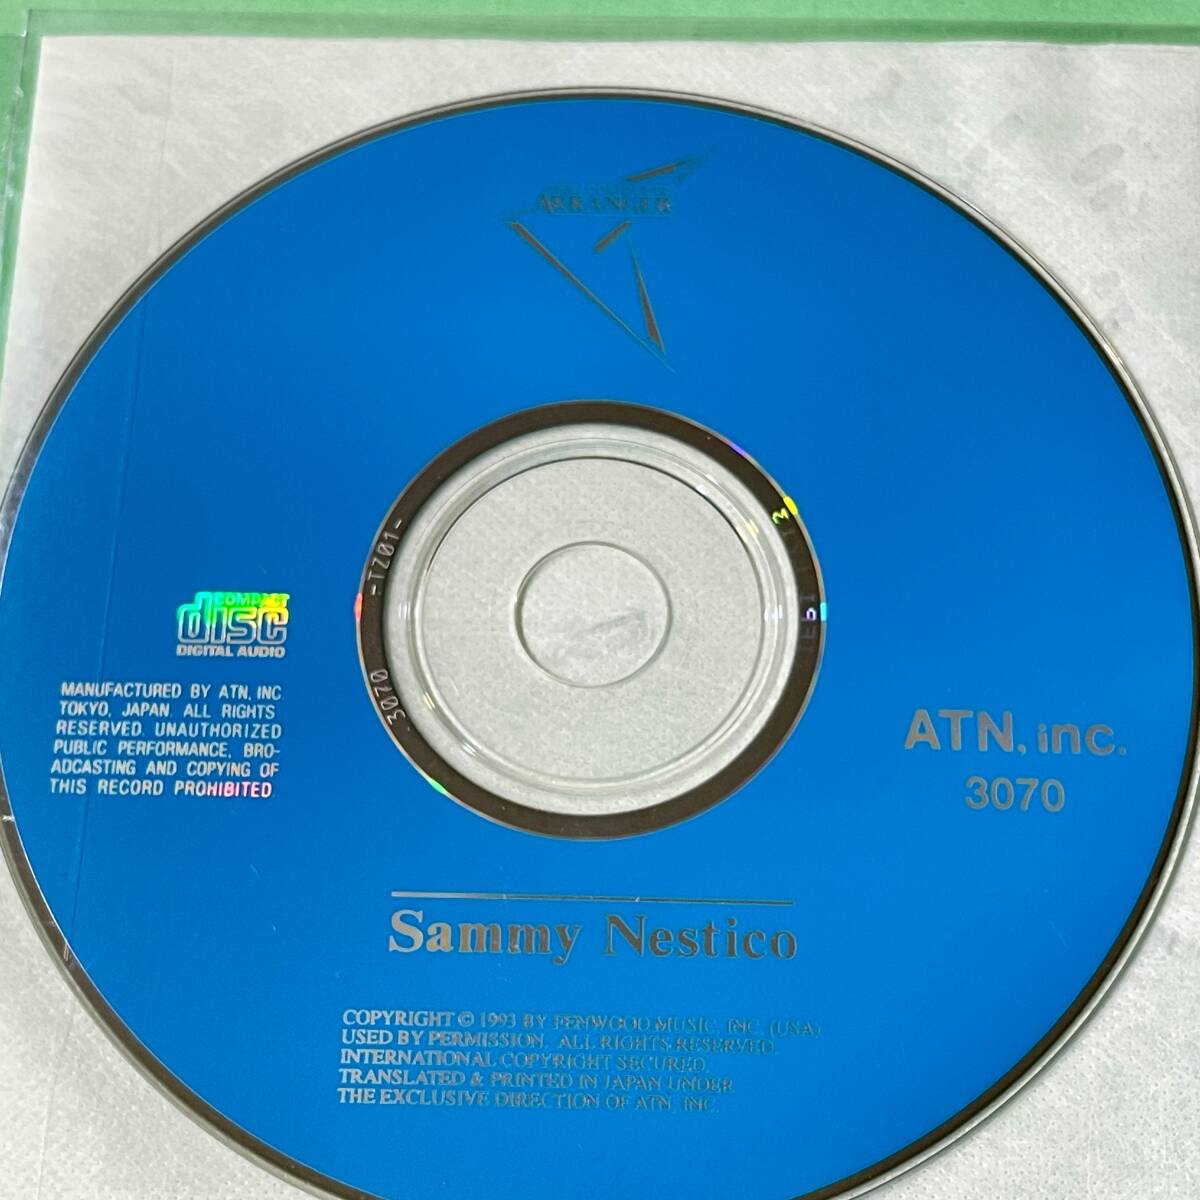 ARRANGER
COMPACT
disc
DIGITAL AUDIO
MANUFACTURED BY ATN, INC.
TOKYO, JAPAN. ALL RIGHTS
RESERVED. UNAUTHORIZED
PUBLIC PERFORMANCE, BRO-
ADCASTING AND COPYING OF
THIS RECORD PROHIBITED.
3070 -TZ01-
ATN, inc.
3070
Sammy Nestico
COPYRIGHT © 1993 BY FENWOOD MUSIC, INC. (USA)
USED BY PERMISSION. ALL RIGHTS RESERVED.
INTERNATIONAL COPYRIGHT SECURED.
TRANSLATED & PRINTED IN JAPAN UNDER
THE EXCLUSIVE DIRECTION OF ATN, INC.